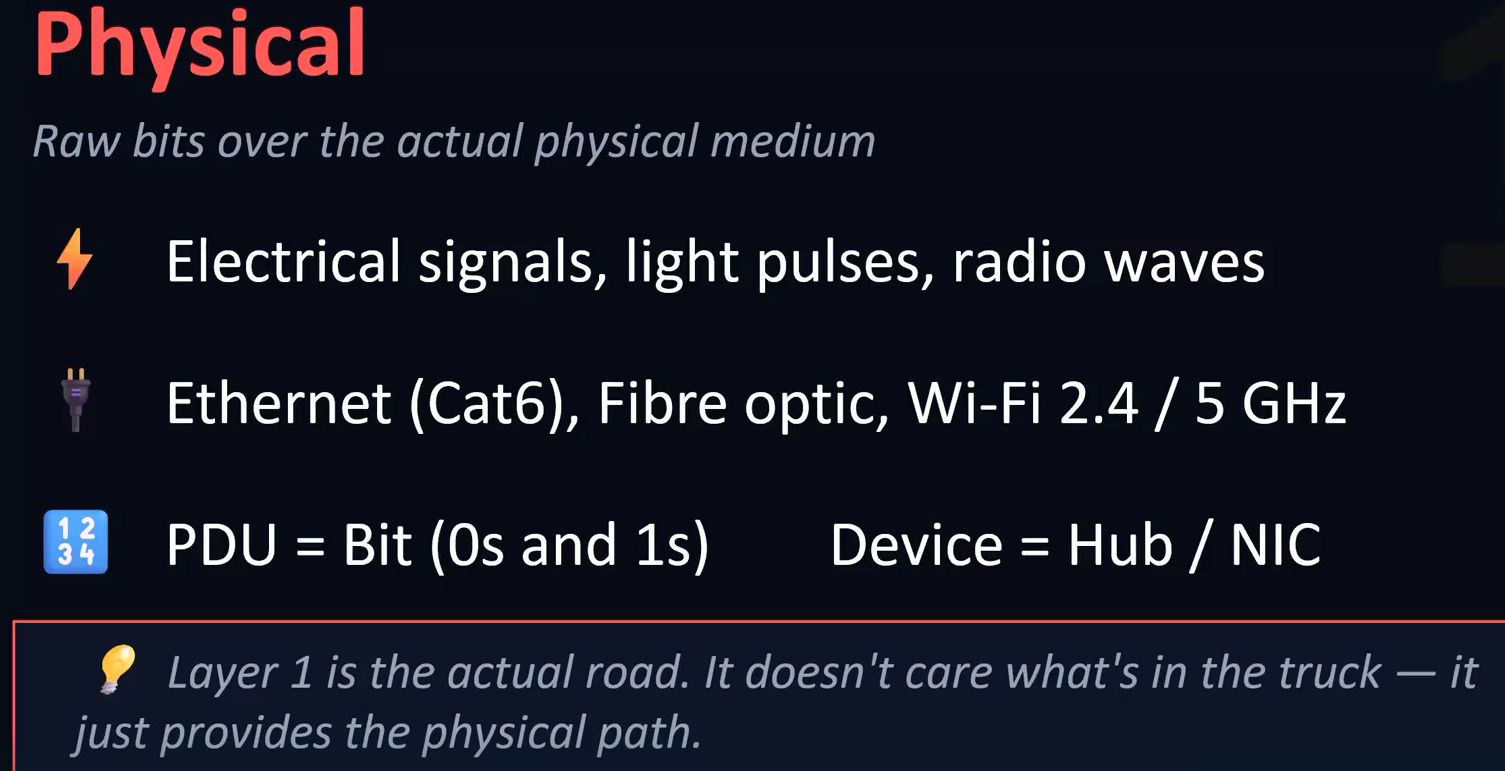 Physical
Raw bits over the actual physical medium
Electrical signals, light pulses, radio waves
Ethernet (Cat6), Fibre optic, Wi-Fi 2.4 / 5 GHz
PDU = Bit (0s and 1s) Device = Hub / NIC
Layer 1 is the actual road. It doesn't care what's in the truck — it
just provides the physical path.